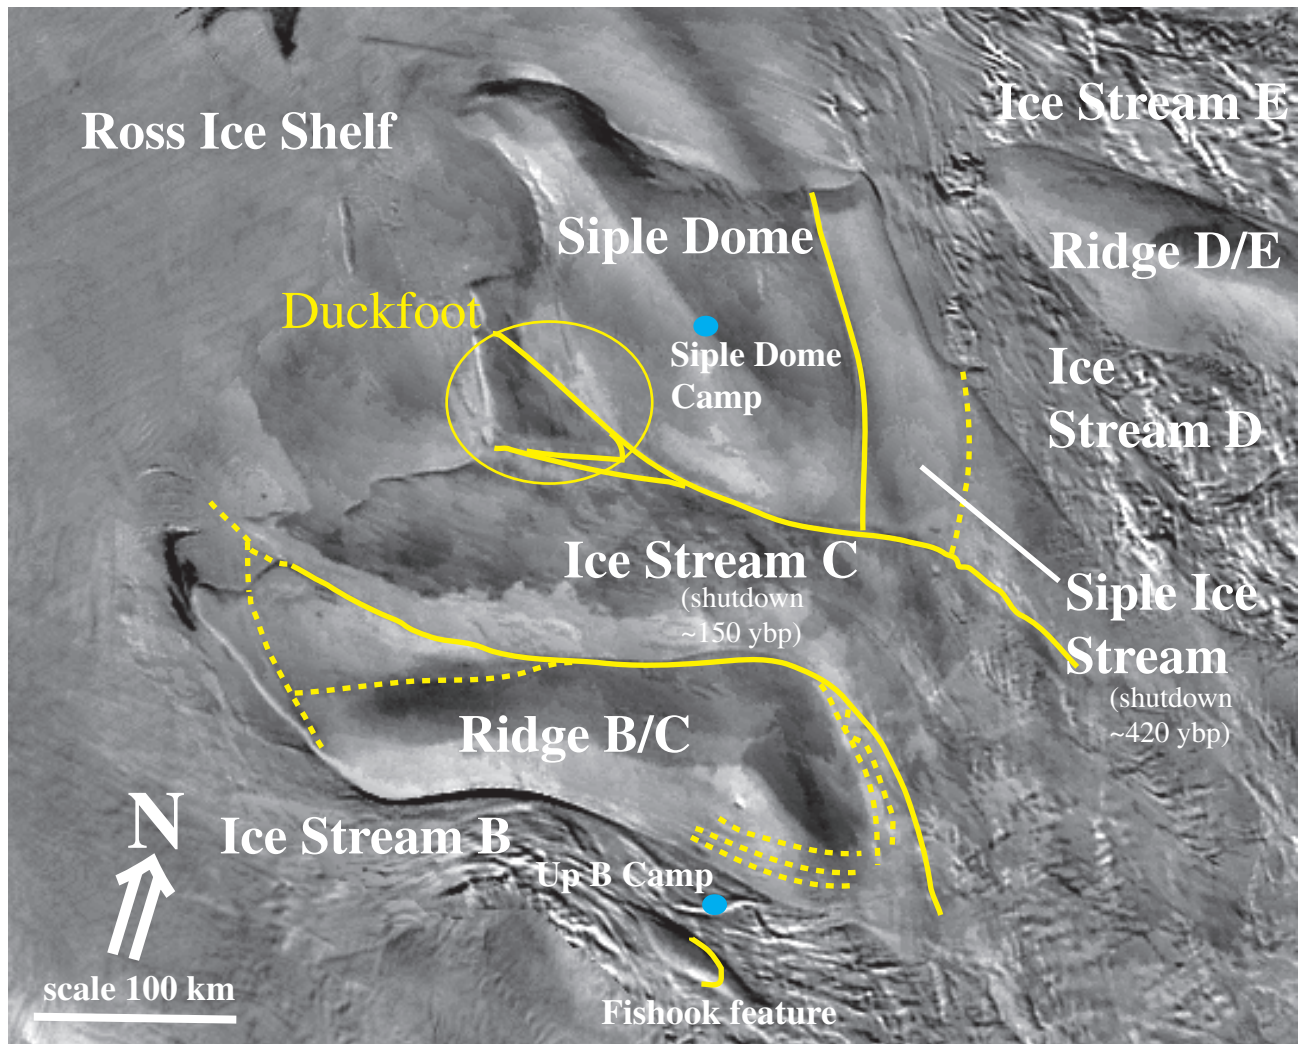 Ice Stream E
Ross Ice Shelf
Siple Dome
Ridge D/E
Duckfoot
Siple Dome
Camp
Ice
Stream D
Ice Stream C
(shutdown
~150 ybp)
Siple Ice
Stream
(shutdown
~420 ybp)
Ridge B/C
N
Ice Stream B
Up B Camp
scale 100 km
Fishook feature